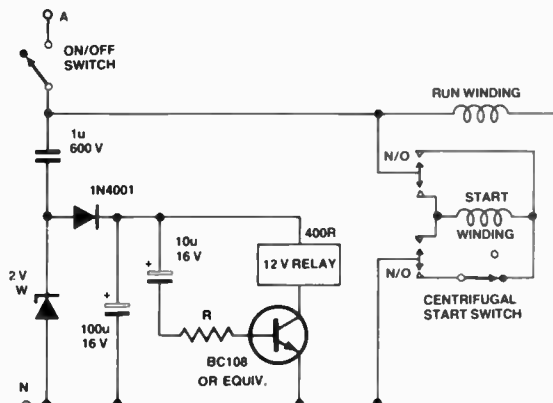 A
ON/OFF
SWITCH
RUN WINDING
1u
600 V
N/O
1N4001
START
WINDING
10u
16 V
400R
12 V RELAY
2 V
W
N/O
CENTRIFUGAL
START SWITCH
100u
16 V
R
BC108
OR EQUIV.
N
+
+